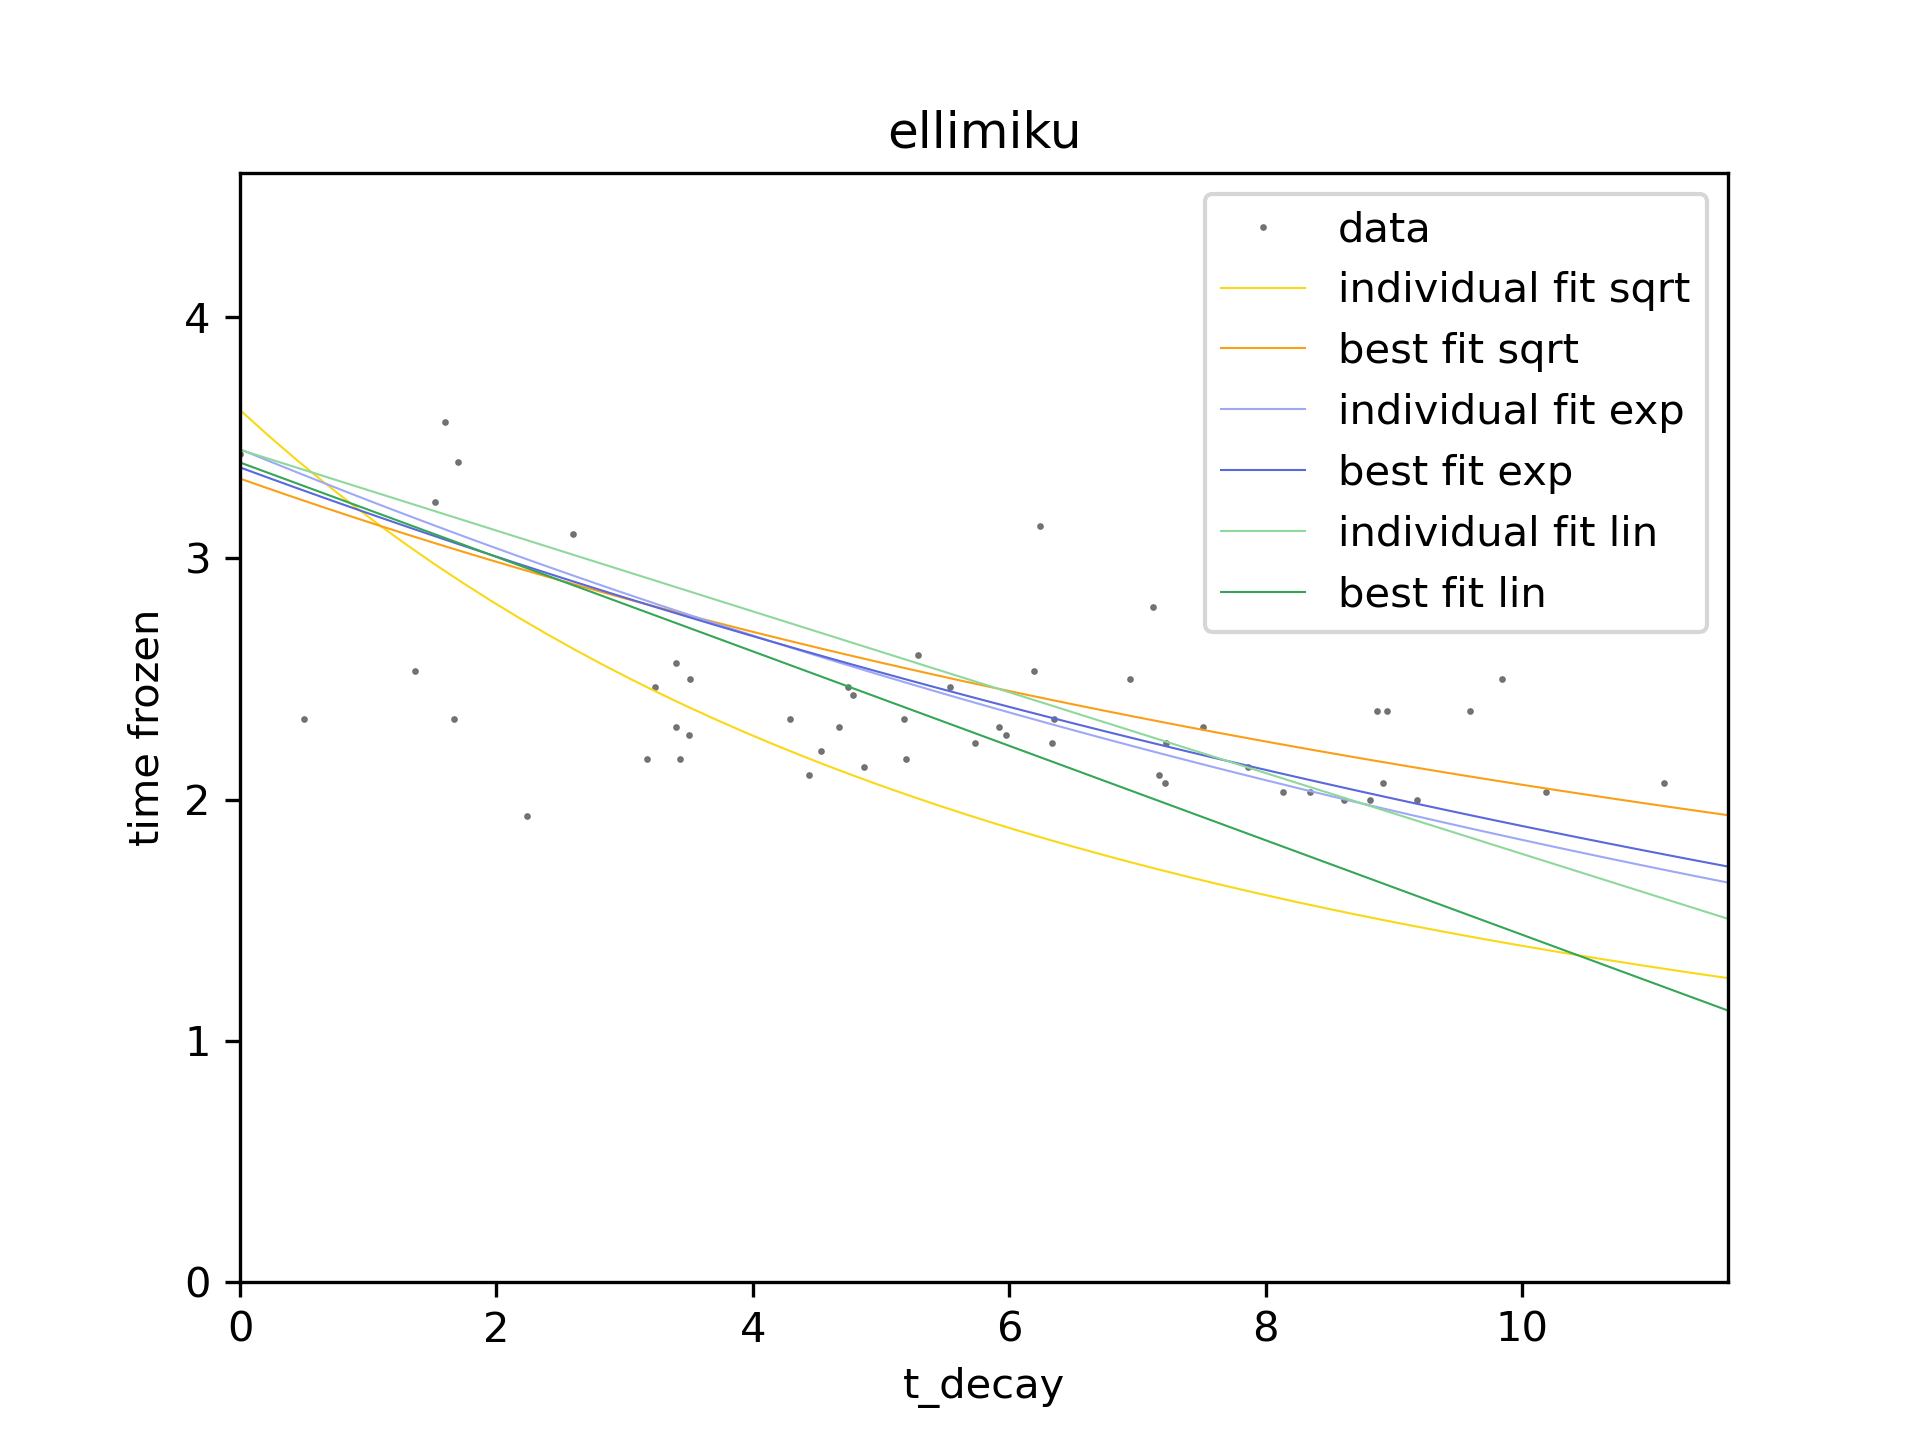 ellimiku
data
individual fit sqrt
best fit sqrt
individual fit exp
best fit exp
individual fit lin
best fit lin
time frozen
4
3
2
1
0
0 2 4 6 8 10
t_decay